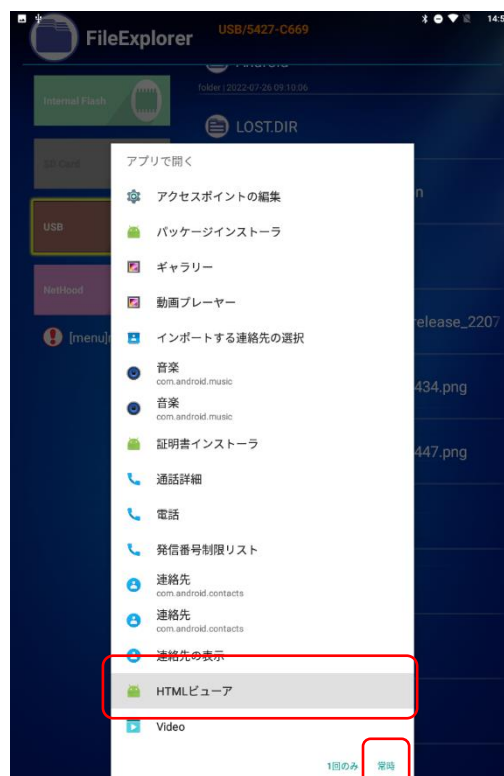 14:5
FileExplorer
USB/5427-C669
Android
folder | 2022-07-26 09:10:06
Internal Flash
LOST.DIR
SD Card
アプリで開く
アクセスポイントの編集
n
パッケージインストーラ
USB
ギャラリー
NetHood
動画プレーヤー
release_2207
[menu]
インポートする連絡先の選択
音楽
com.android.music
434.png
音楽
com.android.music
証明書インストーラ
447.png
通話詳細
電話
発信番号制限リスト
連絡先
com.android.contacts
連絡先
com.android.contacts
連絡先の表示
HTMLビューア
Video
1回のみ
常時